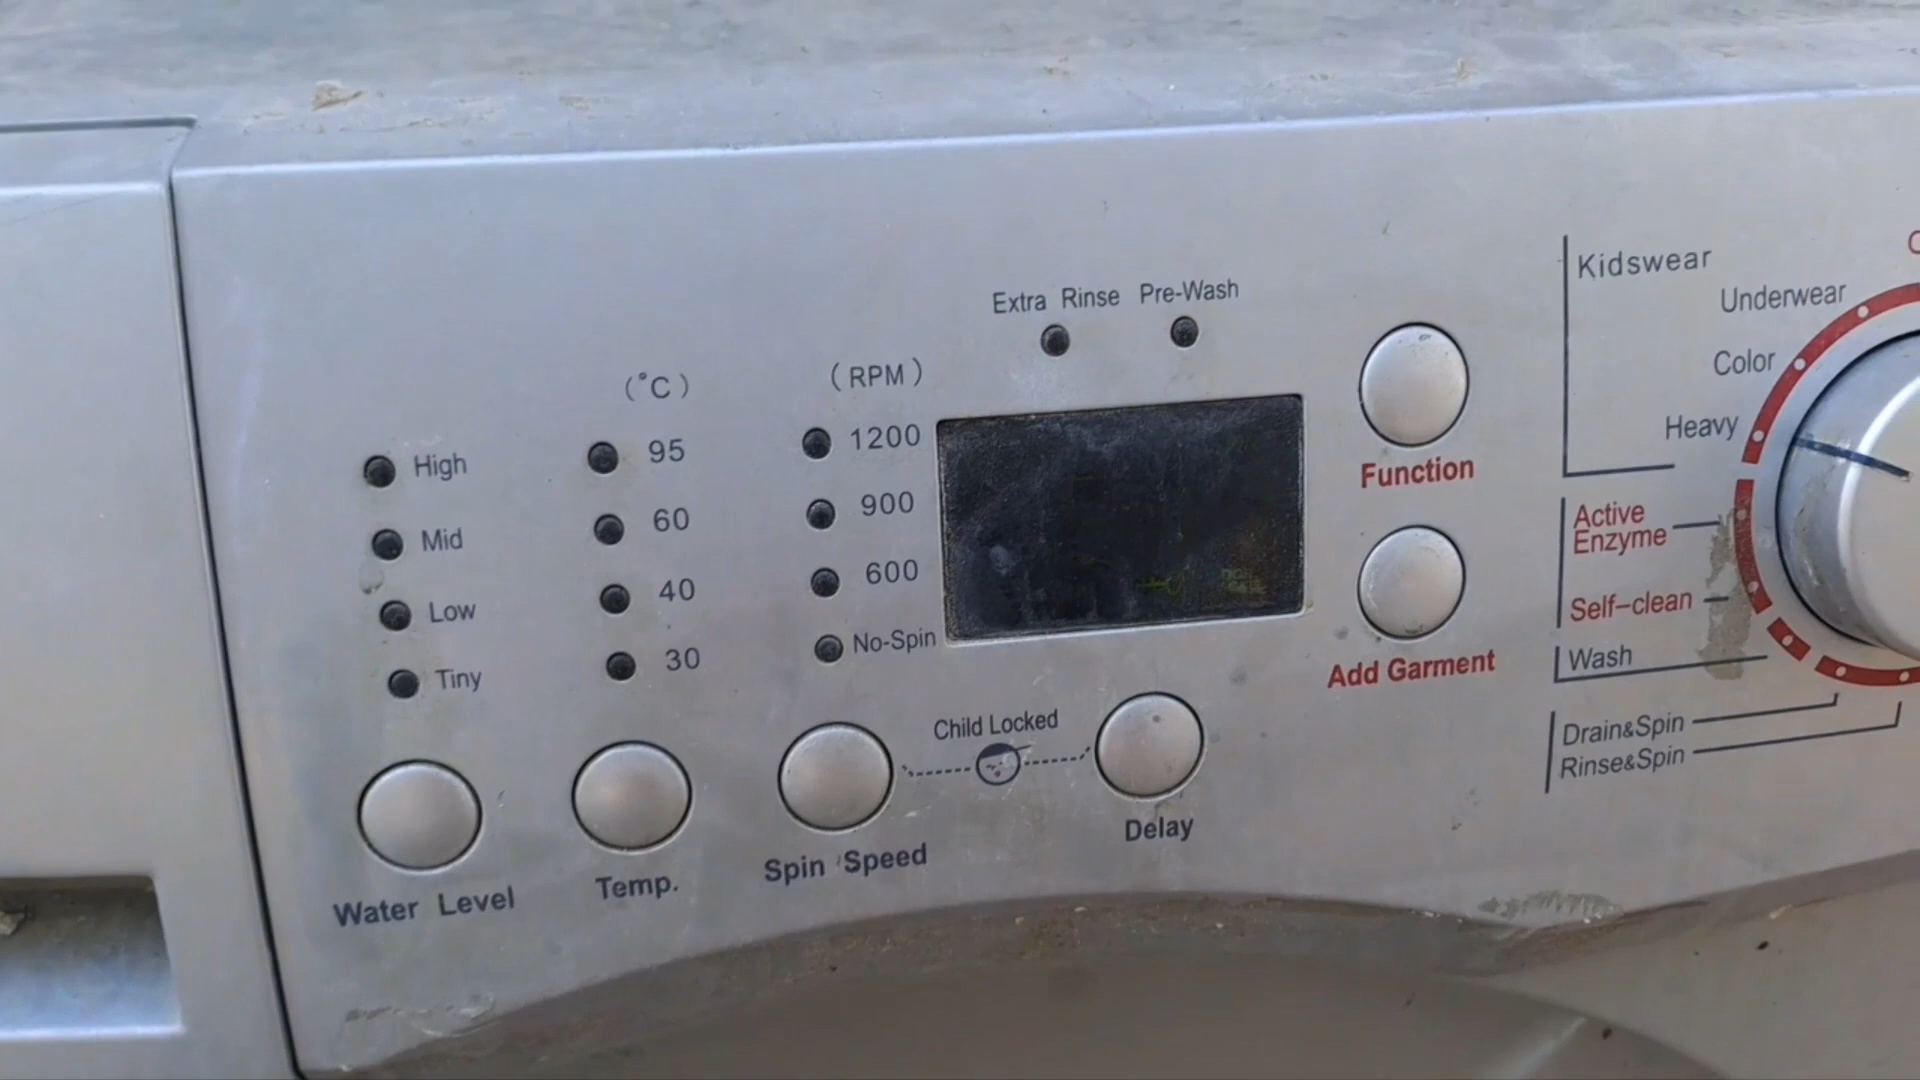 Extra Rinse Pre-Wash
(°C)
(RPM)
High
Mid
Low
Tiny
95
60
40
30
1200
900
600
No-Spin
Function
Add Garment
Child Locked
Water Level
Temp.
Spin Speed
Delay
Kidswear
Underwear
Color
Heavy
Active
Enzyme
Self-clean
Wash
Drain&Spin
Rinse&Spin